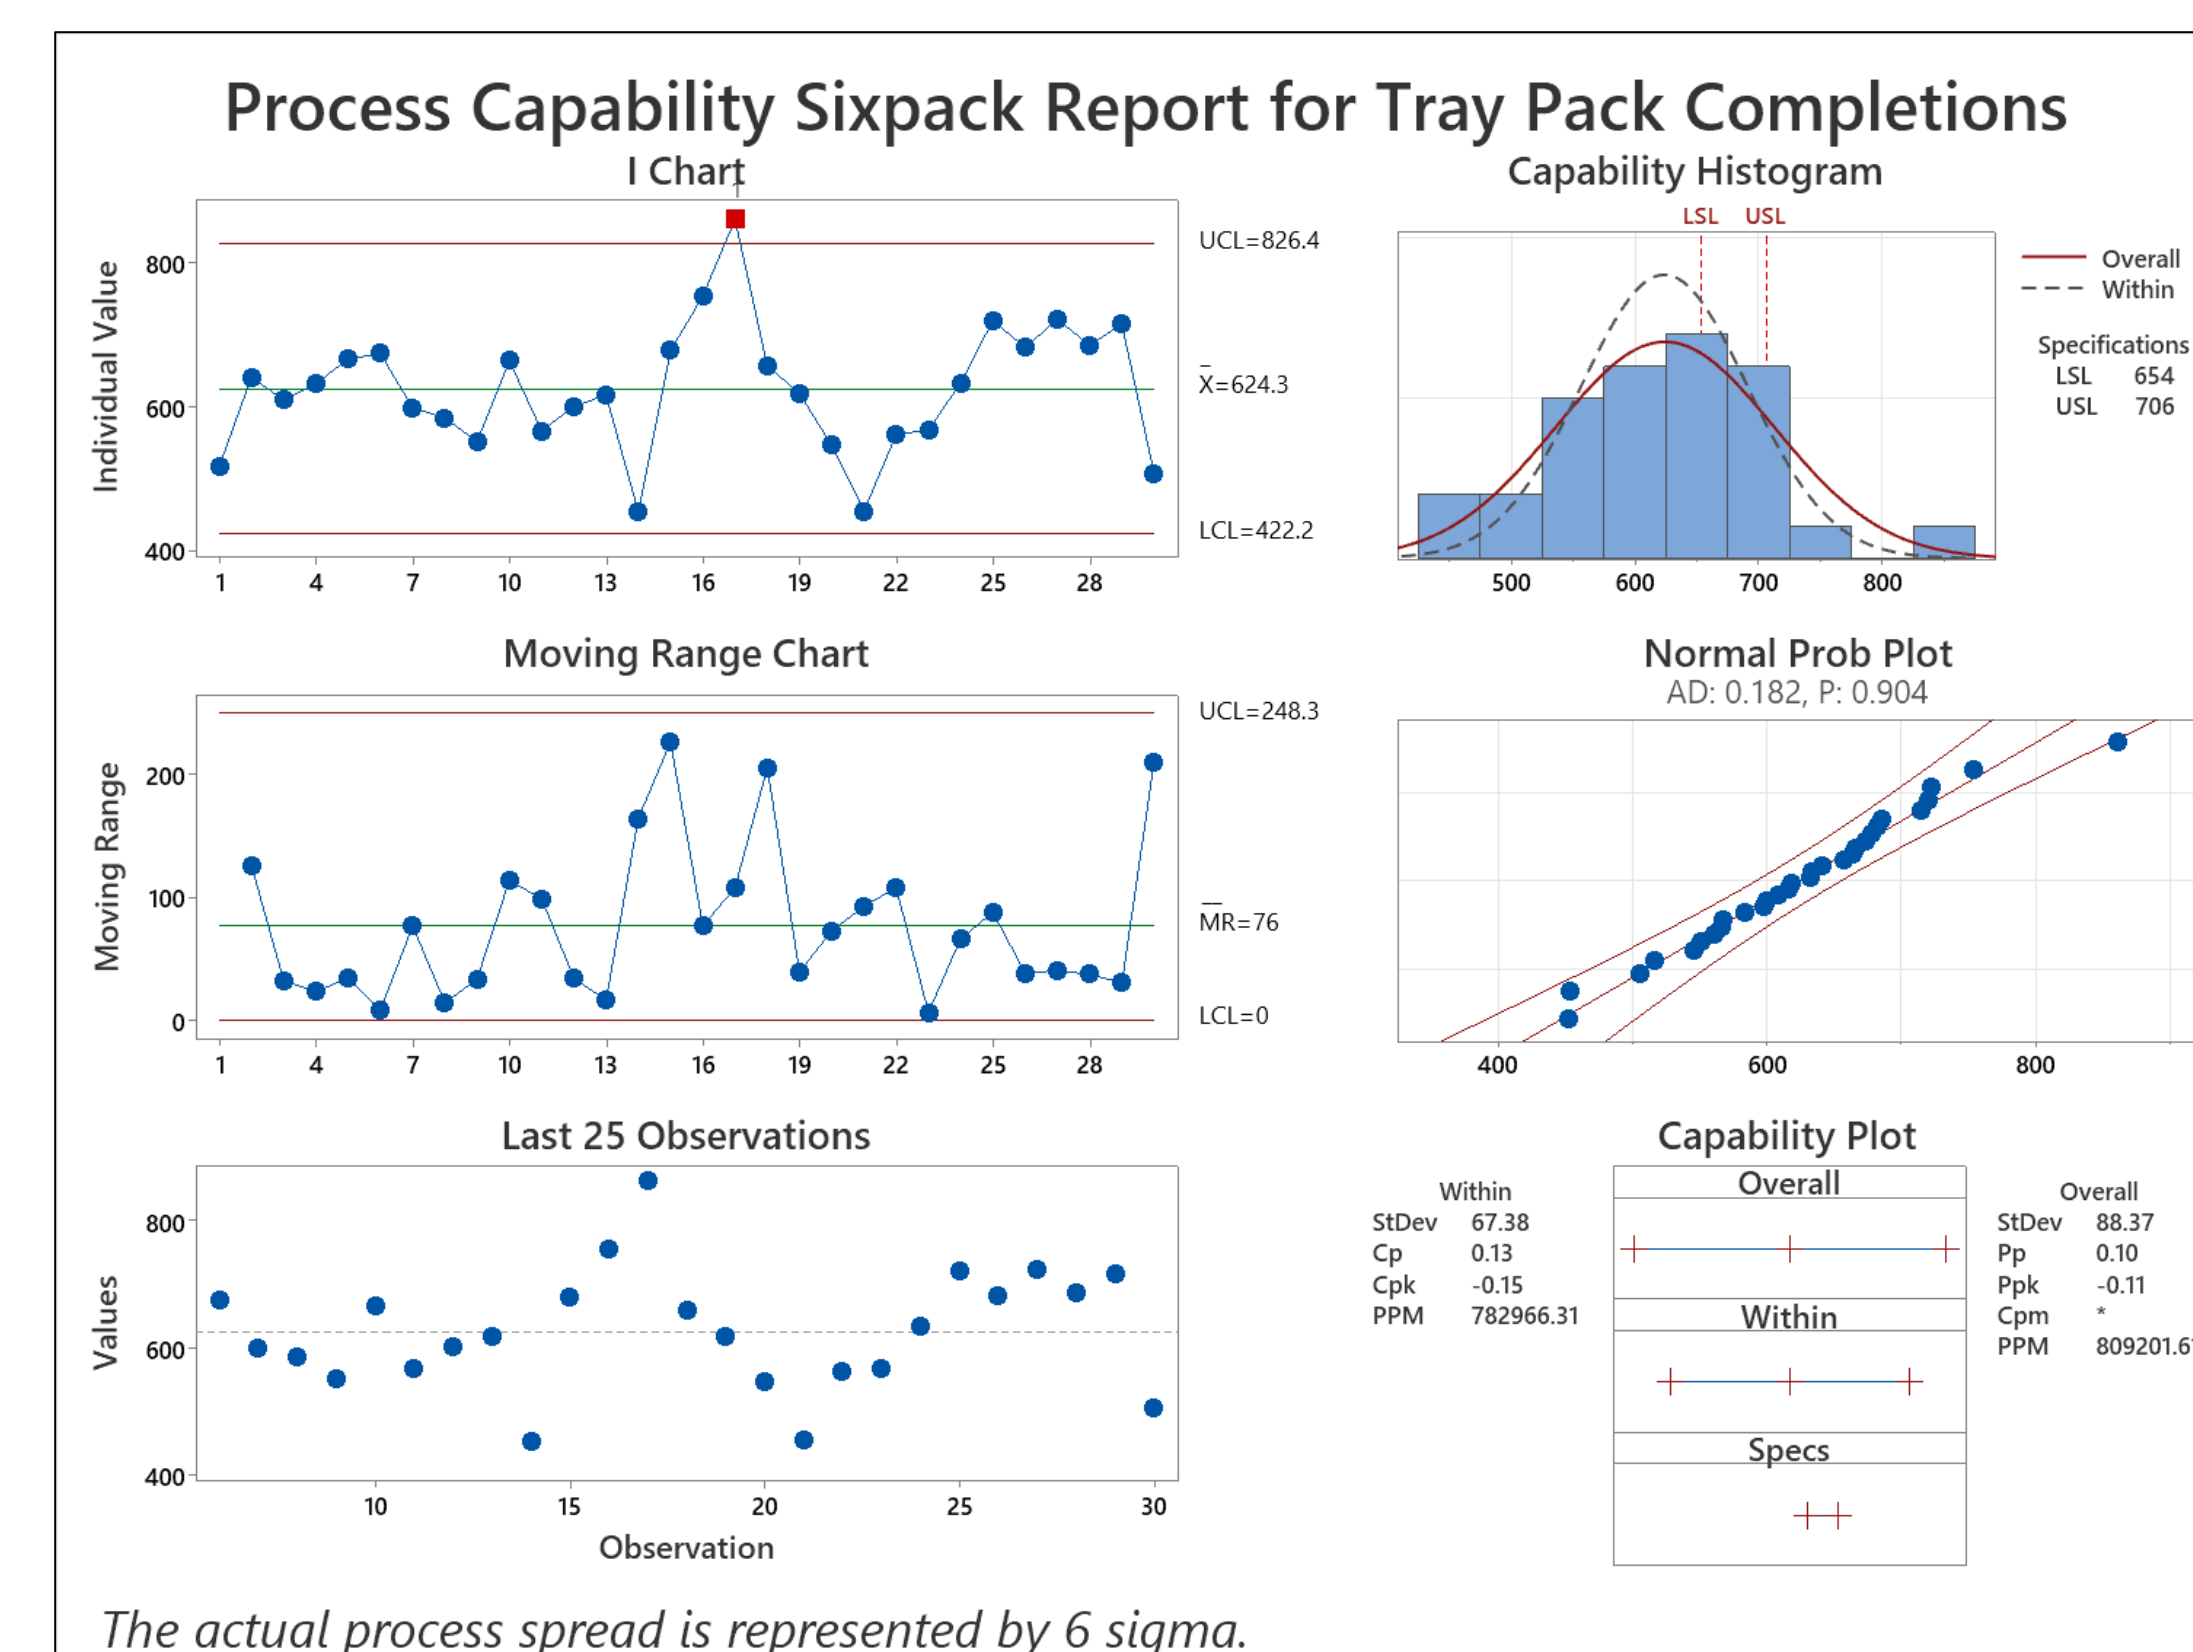 Process Capability Sixpack Report for Tray Pack Completions
I Chart
1
Individual Value
800
600
400
1 4 7 10 13 16 19 22 25 28
UCL=826.4
X̄=624.3
LCL=422.2
Capability Histogram
LSL USL
500 600 700 800
Overall
Within
Specifications
LSL 654
USL 706
Moving Range Chart
Moving Range
200
100
0
1 4 7 10 13 16 19 22 25 28
UCL=248.3
M̅R̅=76
LCL=0
Normal Prob Plot
AD: 0.182, P: 0.904
400 600 800
Last 25 Observations
Values
800
600
400
10 15 20 25 30
Observation
Capability Plot
Within
StDev 67.38
Cp 0.13
Cpk -0.15
PPM 782966.31
Overall
Within
Specs
Overall
StDev 88.37
Pp 0.10
Ppk -0.11
Cpm *
PPM 809201.6
The actual process spread is represented by 6 sigma.